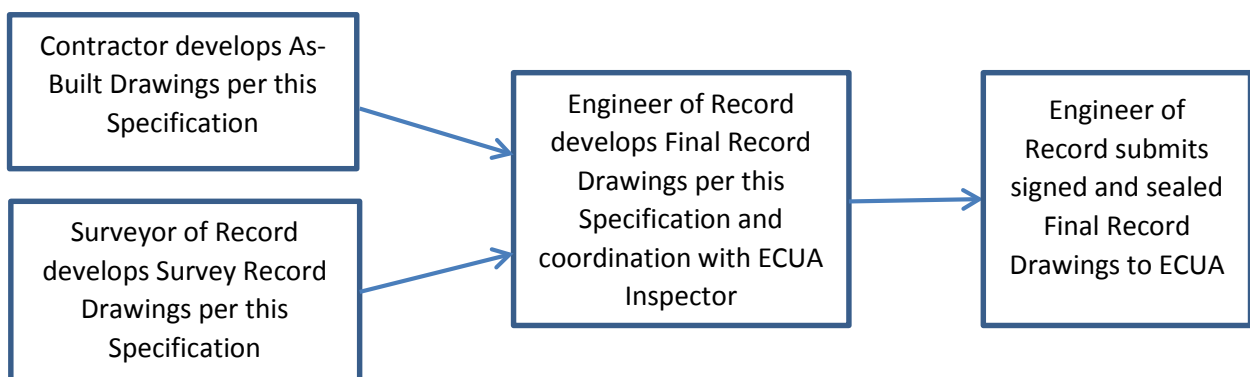 Contractor develops As-
Built Drawings per this
Specification
Surveyor of Record
develops Survey Record
Drawings per this
Specification
Engineer of Record
develops Final Record
Drawings per this
Specification and
coordination with ECUA
Inspector
Engineer of
Record submits
signed and sealed
Final Record
Drawings to ECUA